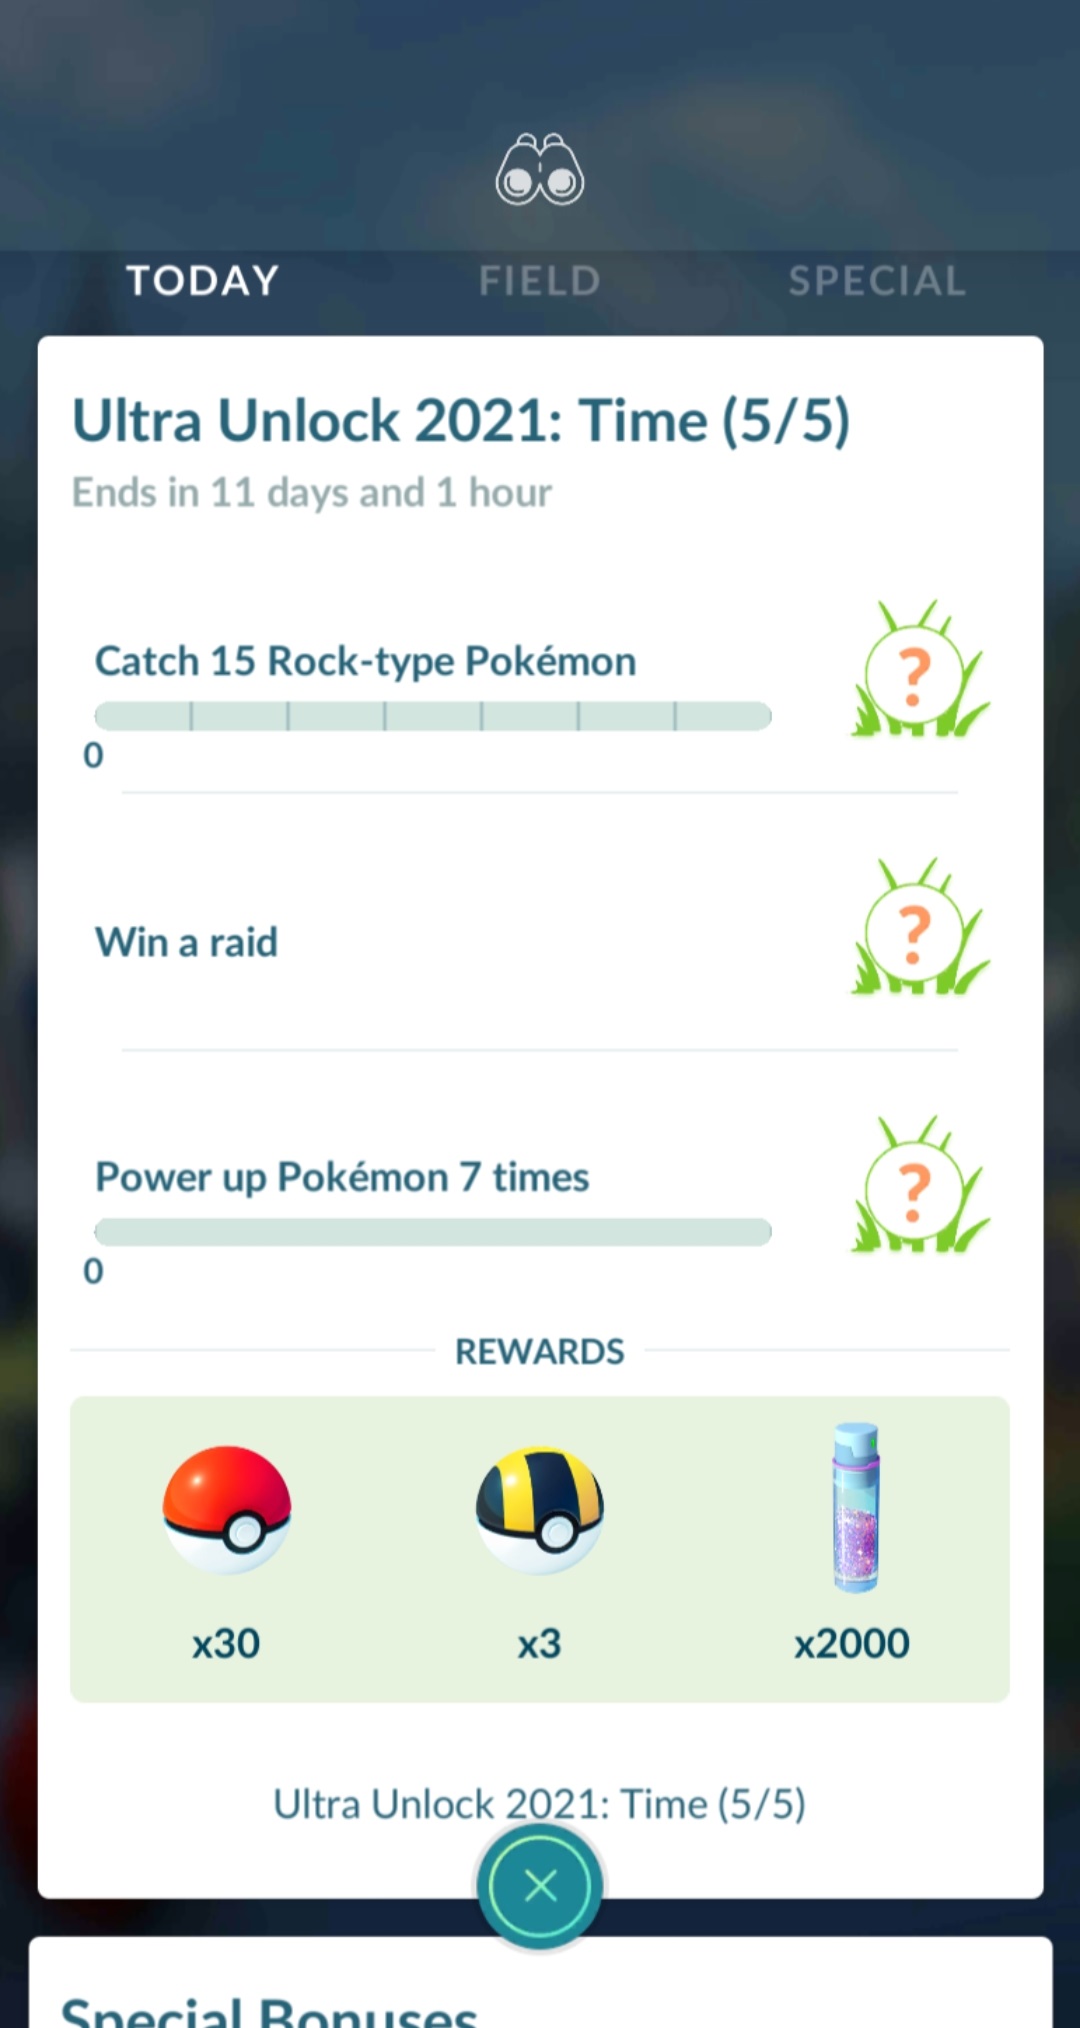 TODAY FIELD SPECIAL
Ultra Unlock 2021: Time (5/5)
Ends in 11 days and 1 hour
Catch 15 Rock-type Pokémon
?
0
Win a raid
?
Power up Pokémon 7 times
?
0
REWARDS
x30 x3 x2000
Ultra Unlock 2021: Time (5/5)
Special Bonuses